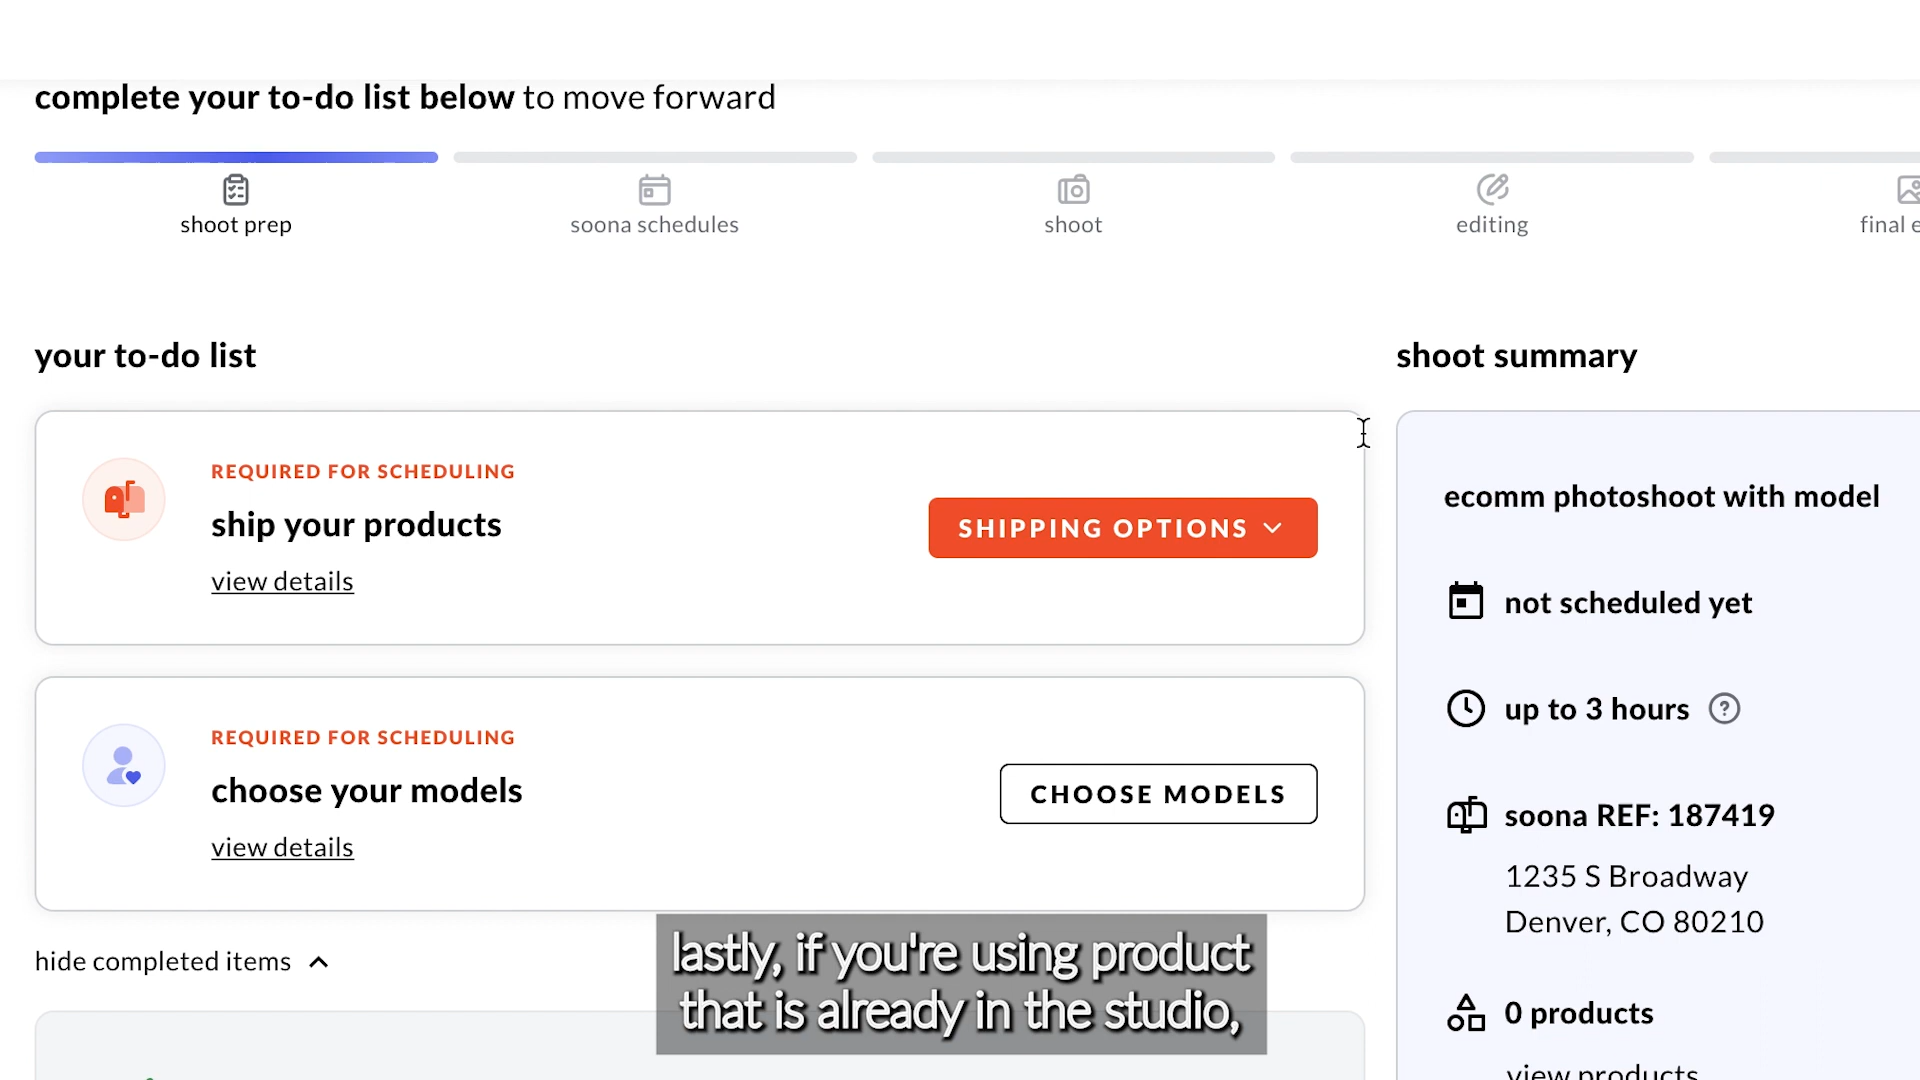 complete your to-do list below to move forward
shoot prep
soona schedules
shoot
editing
final e
your to-do list
REQUIRED FOR SCHEDULING
ship your products
view details
SHIPPING OPTIONS
REQUIRED FOR SCHEDULING
choose your models
view details
CHOOSE MODELS
hide completed items
shoot summary
ecomm photoshoot with model
not scheduled yet
up to 3 hours ?
soona REF: 187419
1235 S Broadway
Denver, CO 80210
0 products
view products
lastly, if you're using product
that is already in the studio,